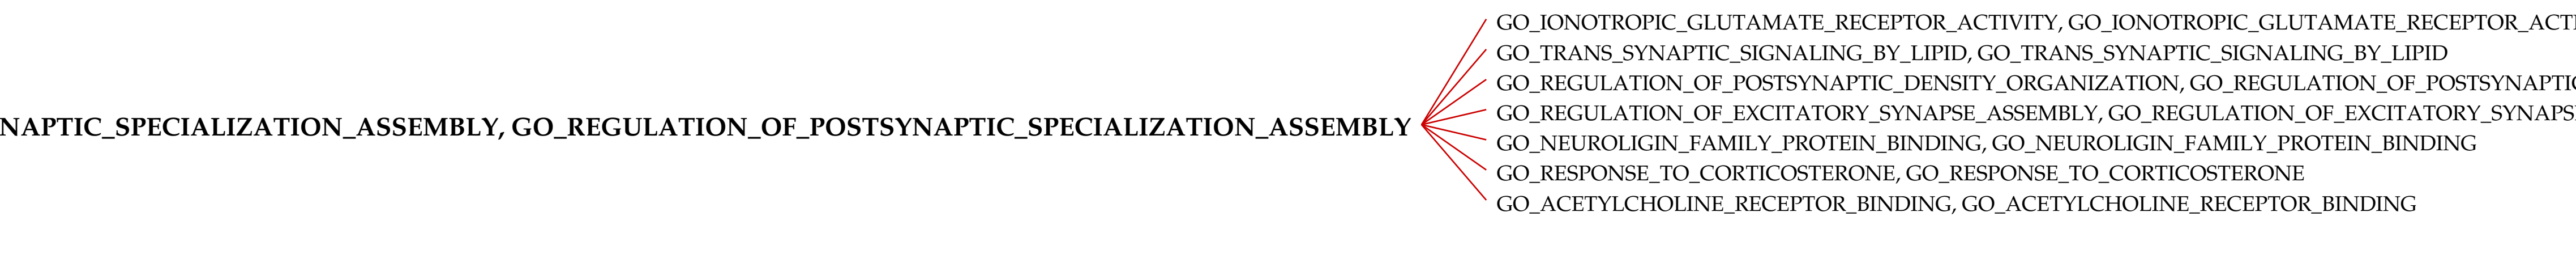 GO_IONOTROPIC_GLUTAMATE_RECEPTOR_ACTIVITY, GO_IONOTROPIC_GLUTAMATE_RECEPTOR_ACTI
GO_TRANS_SYNAPTIC_SIGNALING_BY_LIPID, GO_TRANS_SYNAPTIC_SIGNALING_BY_LIPID
GO_REGULATION_OF_POSTSYNAPTIC_DENSITY_ORGANIZATION, GO_REGULATION_OF_POSTSYNAPTIC
GO_REGULATION_OF_EXCITATORY_SYNAPSE_ASSEMBLY, GO_REGULATION_OF_EXCITATORY_SYNAPS
NAPTIC_SPECIALIZATION_ASSEMBLY, GO_REGULATION_OF_POSTSYNAPTIC_SPECIALIZATION_ASSEMBLY
GO_NEUROLIGIN_FAMILY_PROTEIN_BINDING, GO_NEUROLIGIN_FAMILY_PROTEIN_BINDING
GO_RESPONSE_TO_CORTICOSTERONE, GO_RESPONSE_TO_CORTICOSTERONE
GO_ACETYLCHOLINE_RECEPTOR_BINDING, GO_ACETYLCHOLINE_RECEPTOR_BINDING